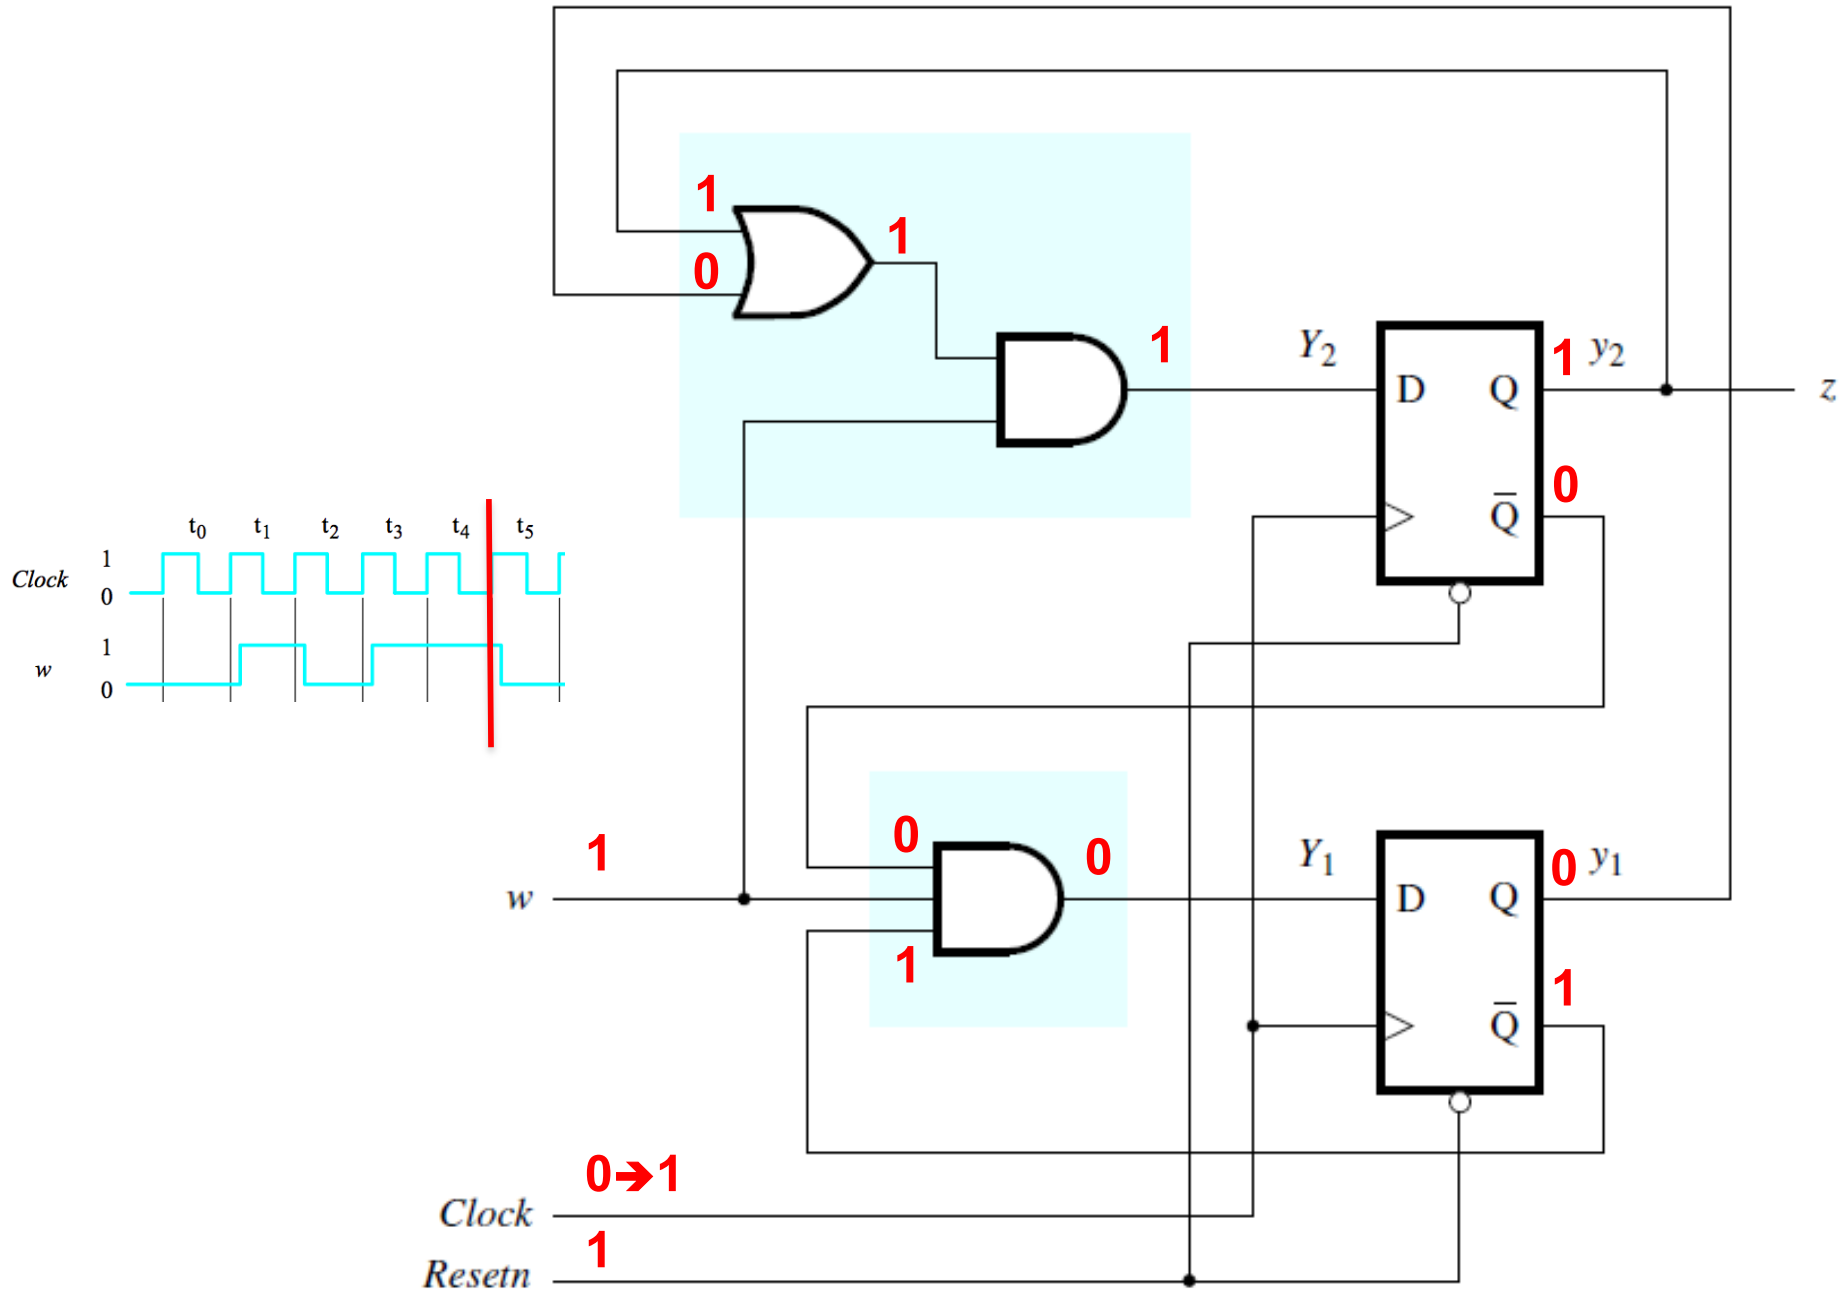 1
1
0
1
Y2
1 y2
D Q
z
0
Q̅
t0 t1 t2 t3 t4 t5
Clock 1
0
w 1
0
1
w
0
0
1
Y1
0 y1
D Q
1
Q̅
0➔1
Clock
1
Resetn